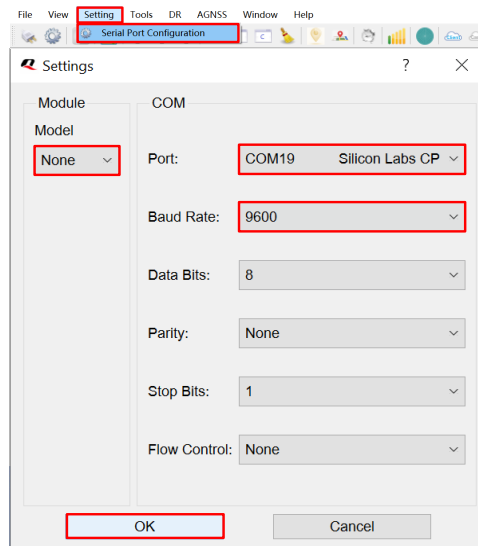 File View Setting Tools DR AGNSS Window Help
Serial Port Configuration
C
Settings ? ×
Module COM
Model
None
Port: COM19 Silicon Labs CP
Baud Rate: 9600
Data Bits: 8
Parity: None
Stop Bits: 1
Flow Control: None
OK Cancel